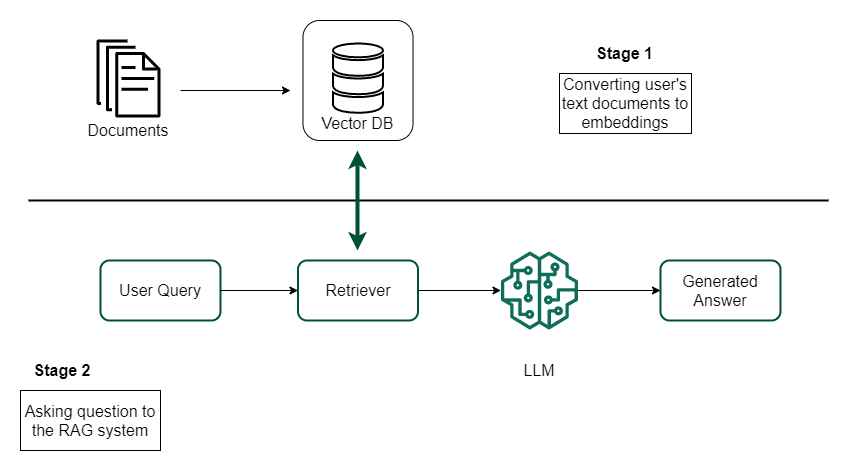 Stage 1
Converting user's
text documents to
embeddings
Documents
Vector DB
User Query
Retriever
Generated
Answer
LLM
Stage 2
Asking question to
the RAG system